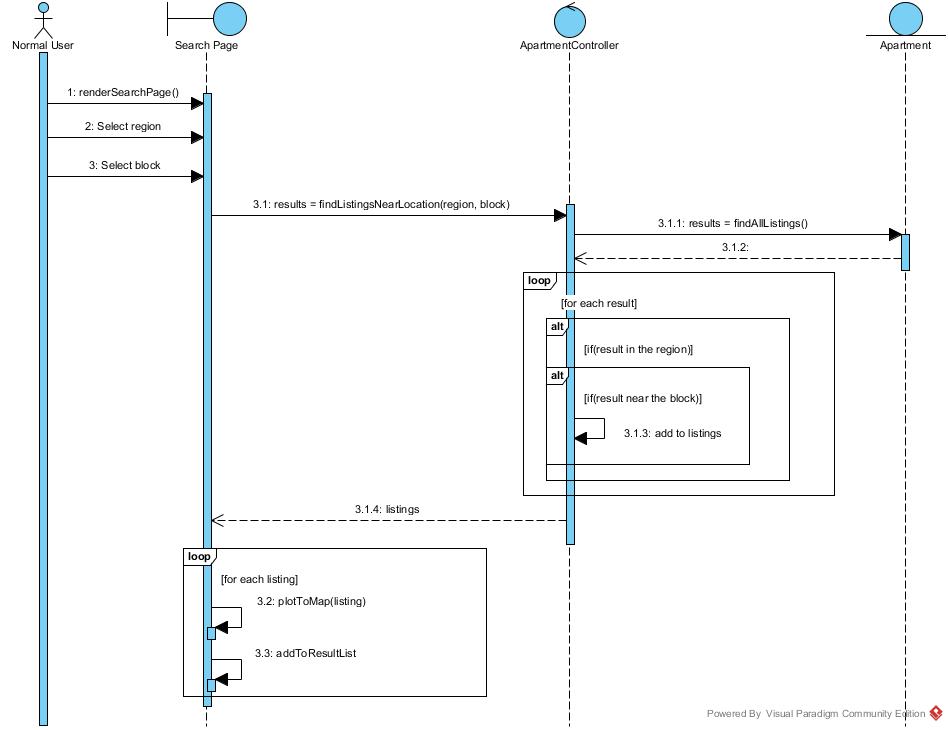 Normal User
Search Page
ApartmentController
Apartment
1: renderSearchPage()
2: Select region
3: Select block
3.1: results = findListingsNearLocation(region, block)
3.1.1: results = findAllListings()
3.1.2:
loop
[for each result]
alt
[if(result in the region)]
alt
[if(result near the block)]
3.1.3: add to listings
3.1.4: listings
loop
[for each listing]
3.2: plotToMap(listing)
3.3: addToResultList
Powered By Visual Paradigm Community Edition